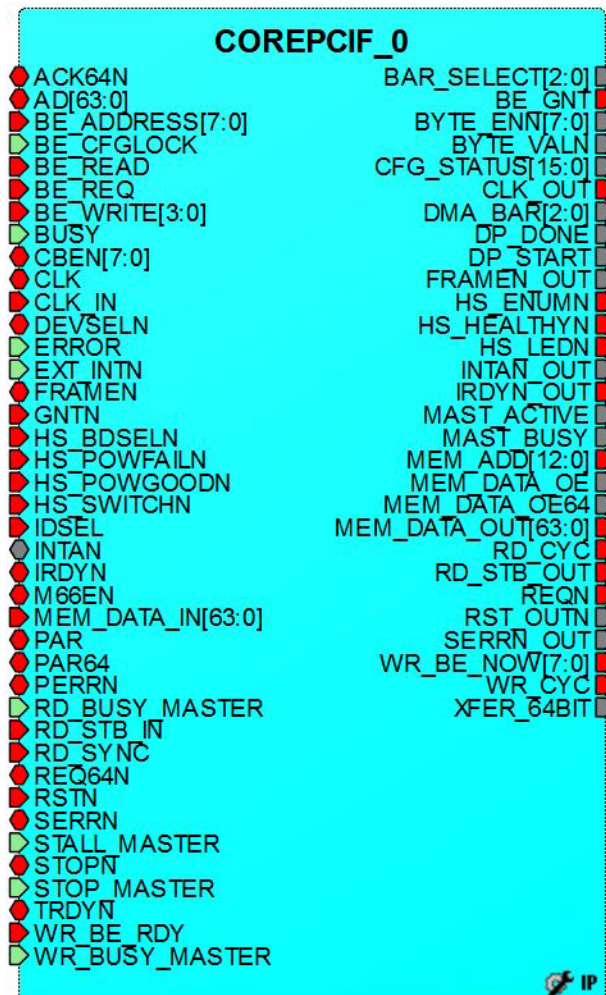 COREPCIF_0
ACK64N
AD[63:0]
BE_ADDRESS[7:0]
BE_CFGLOCK
BE_READ
BE_REQ
BE_WRITE[3:0]
BUSY
CBEN[7:0]
CLK
CLK_IN
DEVSELN
ERROR
EXT_INTN
FRAMEN
GNTN
HS_BDSELN
HS_POWFAILN
HS_POWGOODN
HS_SWITCHN
IDSEL
INTAN
IRDYN
M66EN
MEM_DATA_IN[63:0]
PAR
PAR64
PERRN
RD_BUSY_MASTER
RD_STB_IN
RD_SYNC
REQ64N
RSTN
SERRN
STALL_MASTER
STOPN
STOP_MASTER
TRDYN
WR_BE_RDY
WR_BUSY_MASTER
BAR_SELECT[2:0]
BE_GNT
BYTE_ENN[7:0]
BYTE_VALN
CFG_STATUS[15:0]
CLK_OUT
DMA_BAR[2:0]
DP_DONE
DP_START
FRAMEN_OUT
HS_ENUMN
HS_HEALTHYN
HS_LEDN
INTAN_OUT
IRDYN_OUT
MAST_ACTIVE
MAST_BUSY
MEM_ADD[12:0]
MEM_DATA_OE
MEM_DATA_OE64
MEM_DATA_OUT[63:0]
RD_CYC
RD_STB_OUT
REQN
RST_OUTN
SERRN_OUT
WR_BE_NOW[7:0]
WR_CYC
XFER_64BIT
IP